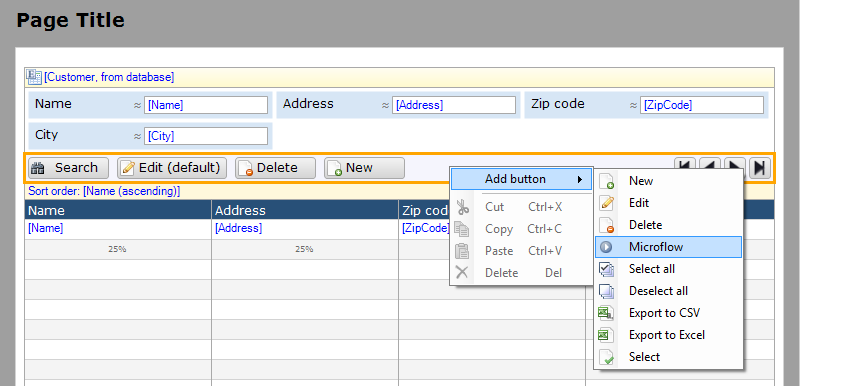 Page Title
[Customer, from database]
Name ≈ [Name] Address ≈ [Address] Zip code ≈ [ZipCode]
City ≈ [City]
Search Edit (default) Delete New
Sort order: [Name (ascending)]
Name Address Zip cod
[Name] [Address] [ZipCode]
25% 25%
Add button
Cut Ctrl+X
Copy Ctrl+C
Paste Ctrl+V
Delete Del
New
Edit
Delete
Microflow
Select all
Deselect all
Export to CSV
Export to Excel
Select